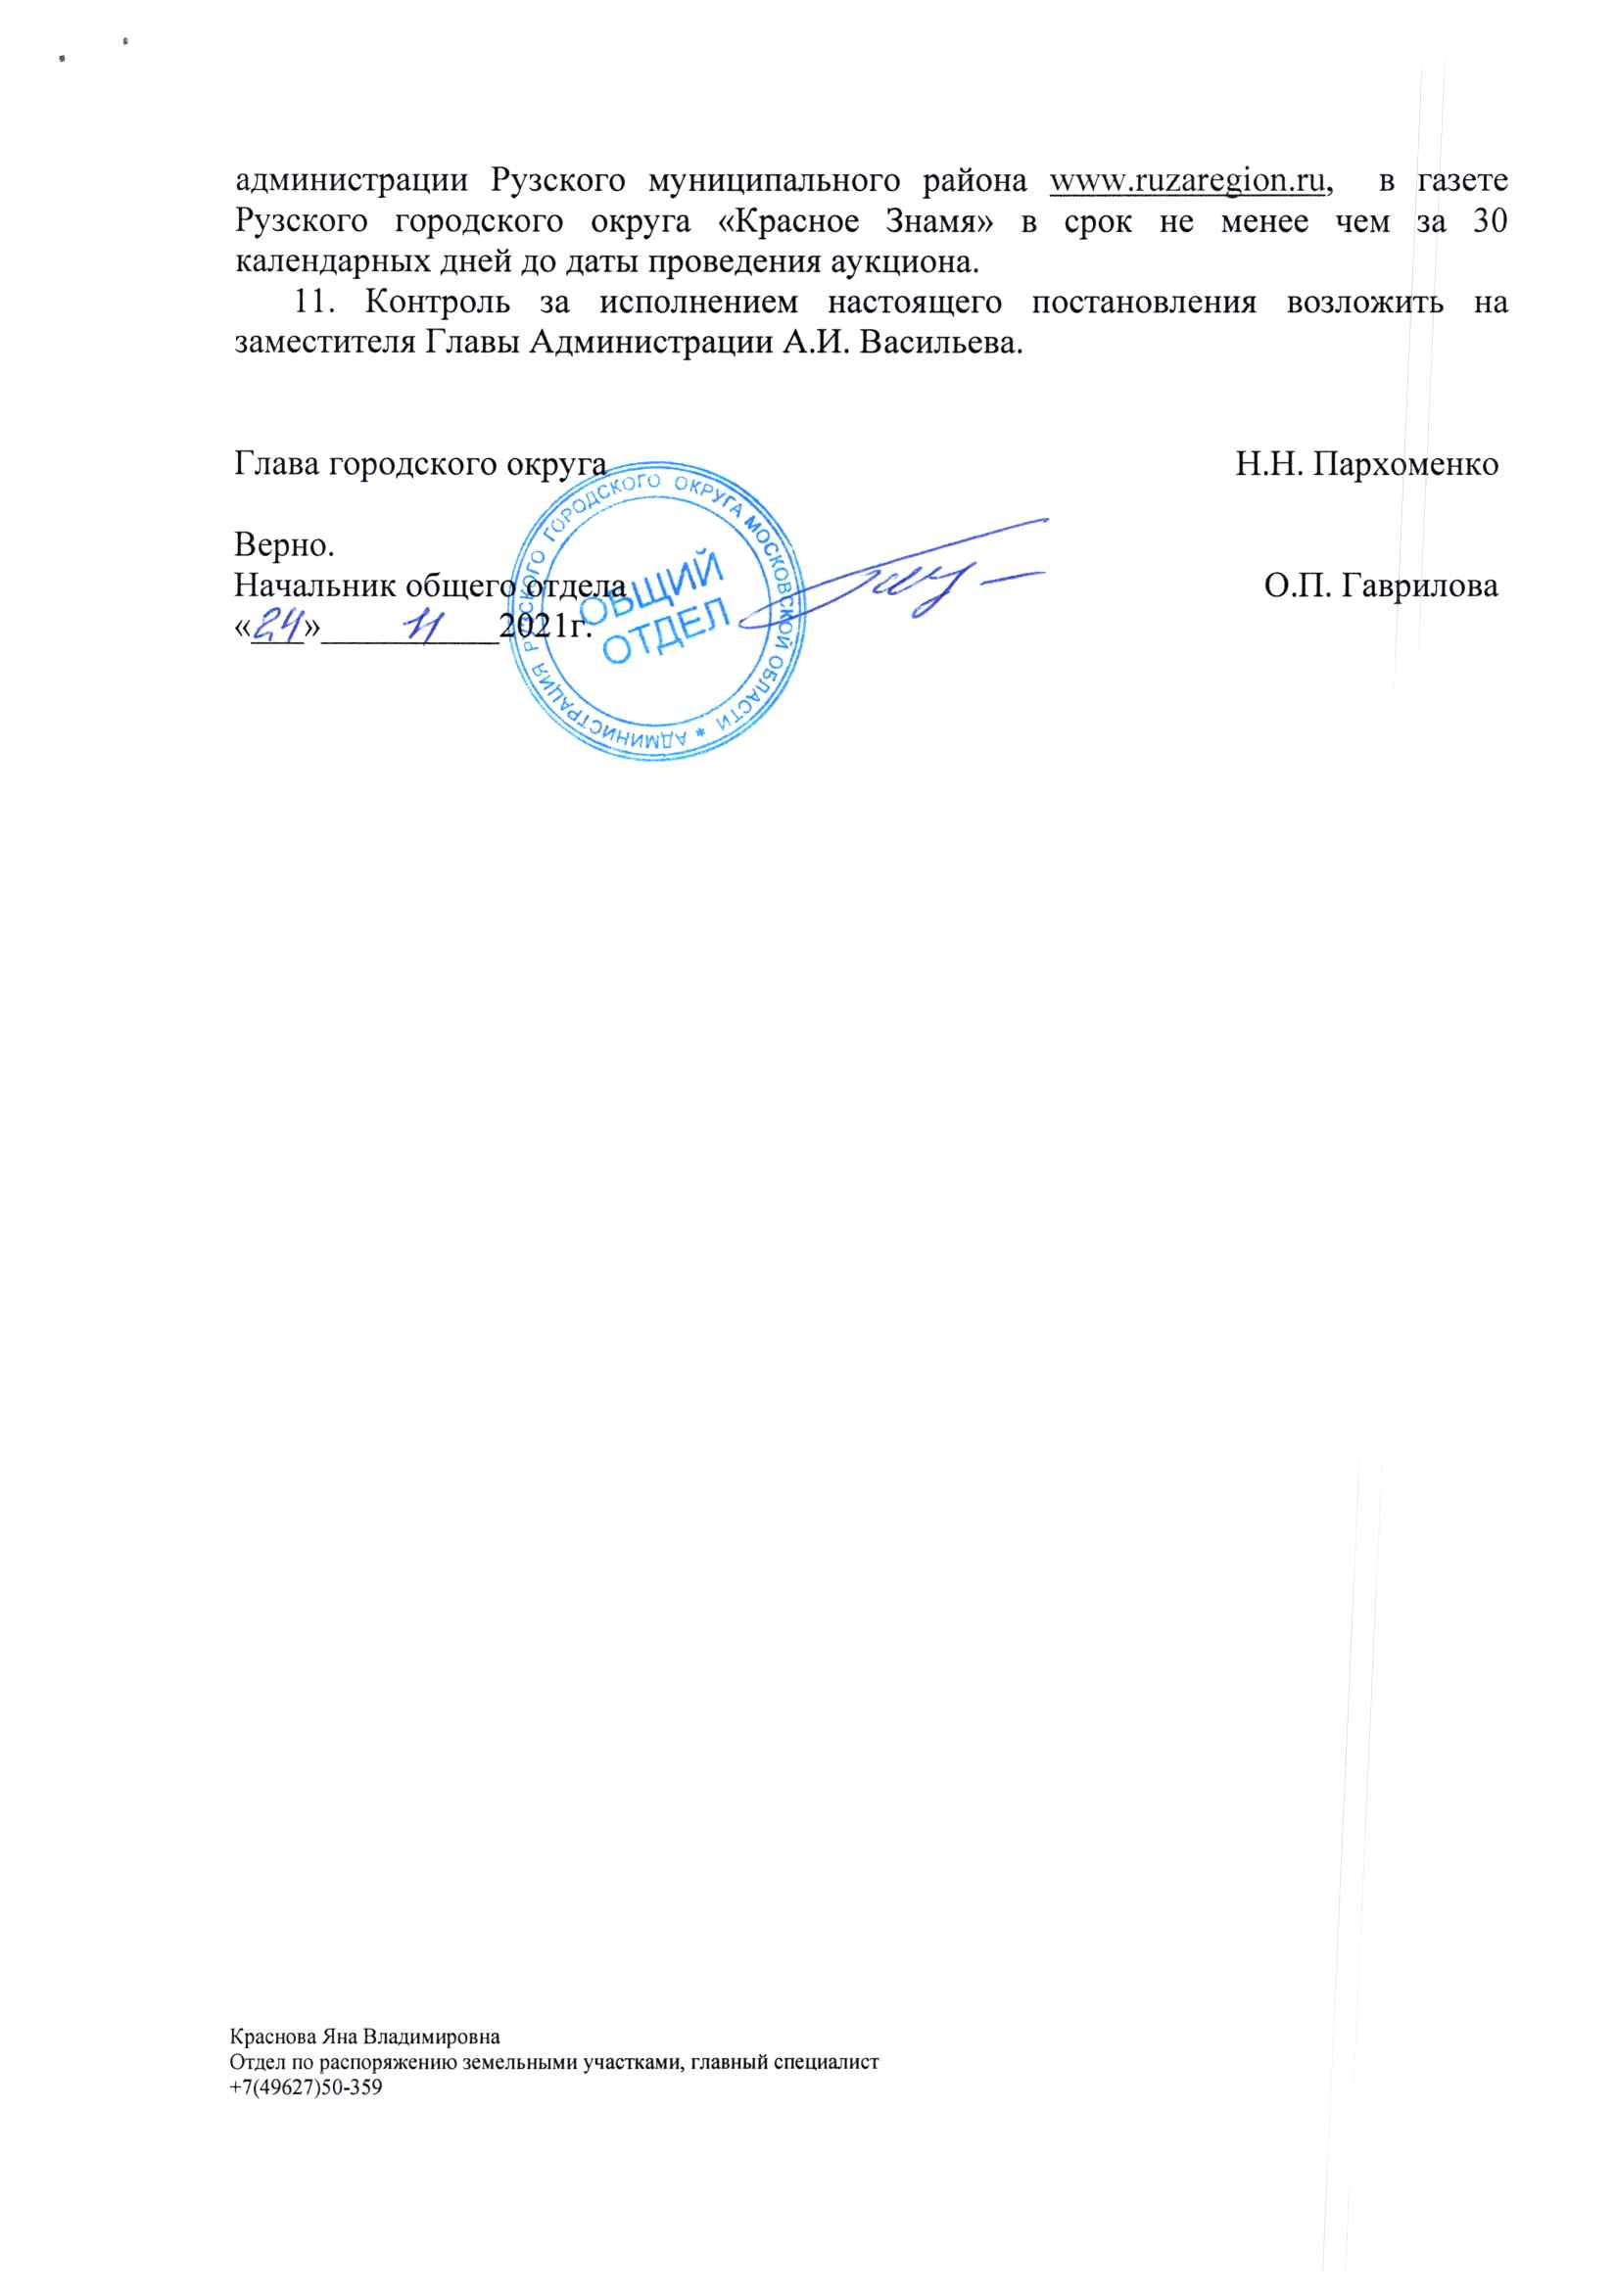 администрации Рузского муниципального района www.ruzaregion.ru, в газете
Рузского городского округа «Красное Знамя» в срок не менее чем за 30
календарных дней до даты проведения аукциона.
11. Контроль за исполнением настоящего постановления возложить на
заместителя Главы Администрации А.И. Васильева.
Глава городского округа Н.Н. Пархоменко
Верно.
Начальник общего отдела О.П. Гаврилова
«24» 11 2021г.
АДМИНИСТРАЦИЯ РУЗСКОГО ГОРОДСКОГО ОКРУГА МОСКОВСКОЙ ОБЛАСТИ *
ОБЩИЙ
ОТДЕЛ
Краснова Яна Владимировна
Отдел по распоряжению земельными участками, главный специалист
+7(49627)50-359